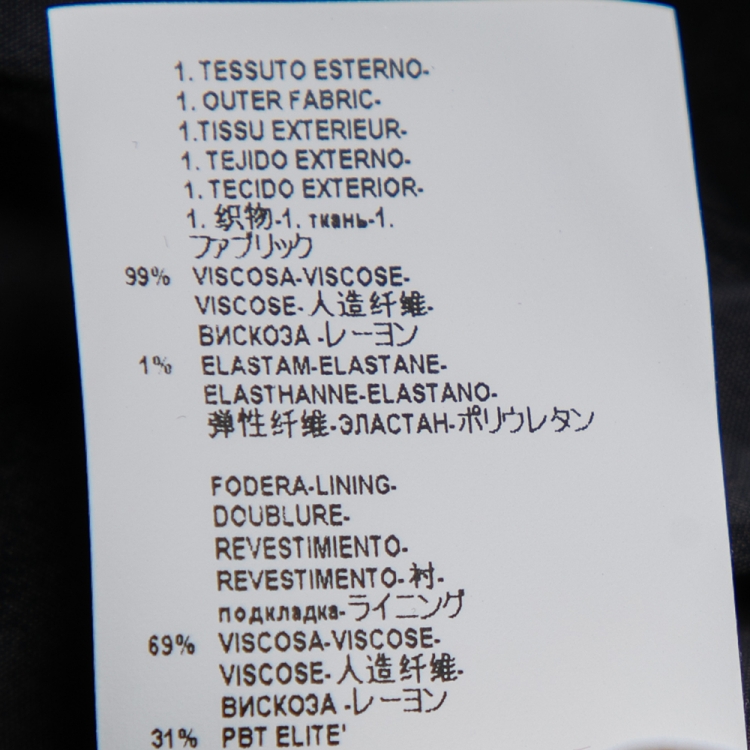 1. TESSUTO ESTERNO-
1. OUTER FABRIC-
1.TISSU EXTERIEUR-
1. TEJIDO EXTERNO-
1. TECIDO EXTERIOR-
1. 织物-1. ткань-1.
ファブリック
99% VISCOSA-VISCOSE-
VISCOSE-人造纤维-
ВИСКОЗА-レーヨン
1% ELASTAM-ELASTANE-
ELASTHANNE-ELASTANO-
弹性纤维-ЭЛАСТАН-ポリウレタン
FODERA-LINING-
DOUBLURE-
REVESTIMIENTO-
REVESTIMENTO-衬-
подкладка-ライニング
69% VISCOSA-VISCOSE-
VISCOSE-人造纤维-
ВИСКОЗА-レーヨン
31% PBT ELITE'